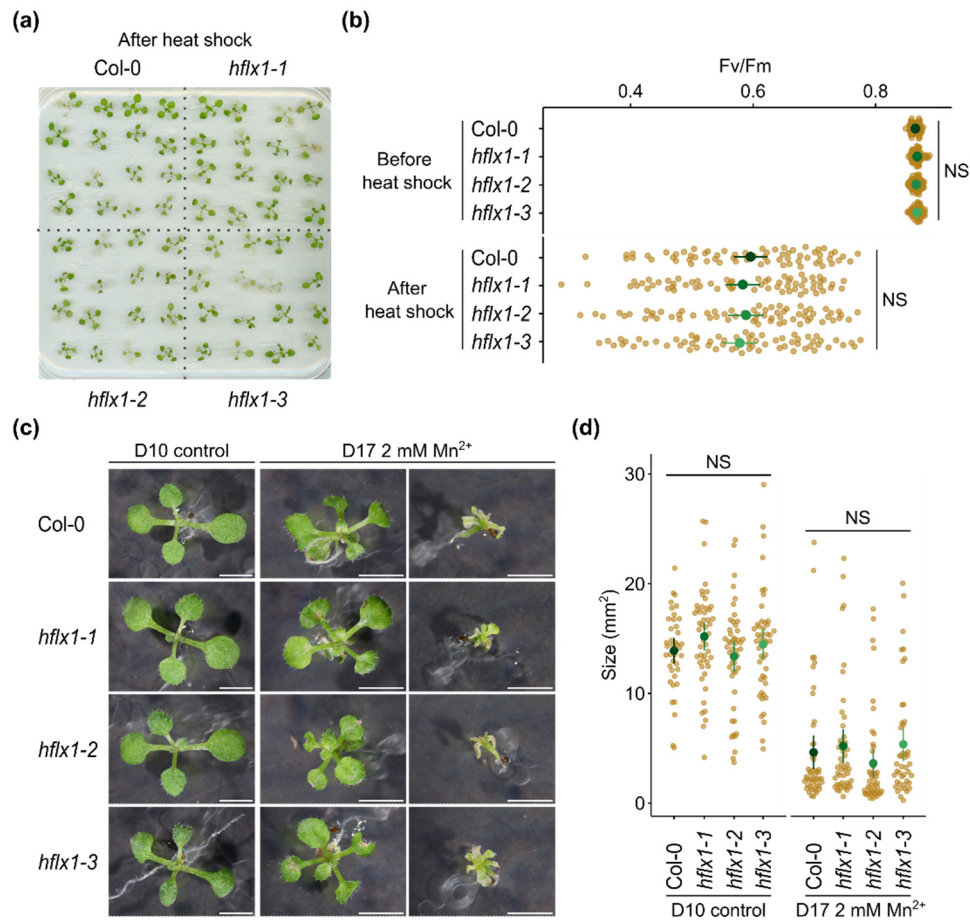 (a)
After heat shock
Col-0 hflx1-1
hflx1-2 hflx1-3
(b)
Fv/Fm
0.4 0.6 0.8
Before heat shock
Col-0
hflx1-1
hflx1-2
hflx1-3
NS
After heat shock
Col-0
hflx1-1
hflx1-2
hflx1-3
NS
(c)
D10 control D17 2 mM Mn²⁺
Col-0
hflx1-1
hflx1-2
hflx1-3
(d)
NS
NS
Size (mm²)
30
20
10
0
Col-0 hflx1-1 hflx1-2 hflx1-3 Col-0 hflx1-1 hflx1-2 hflx1-3
D10 control D17 2 mM Mn²⁺